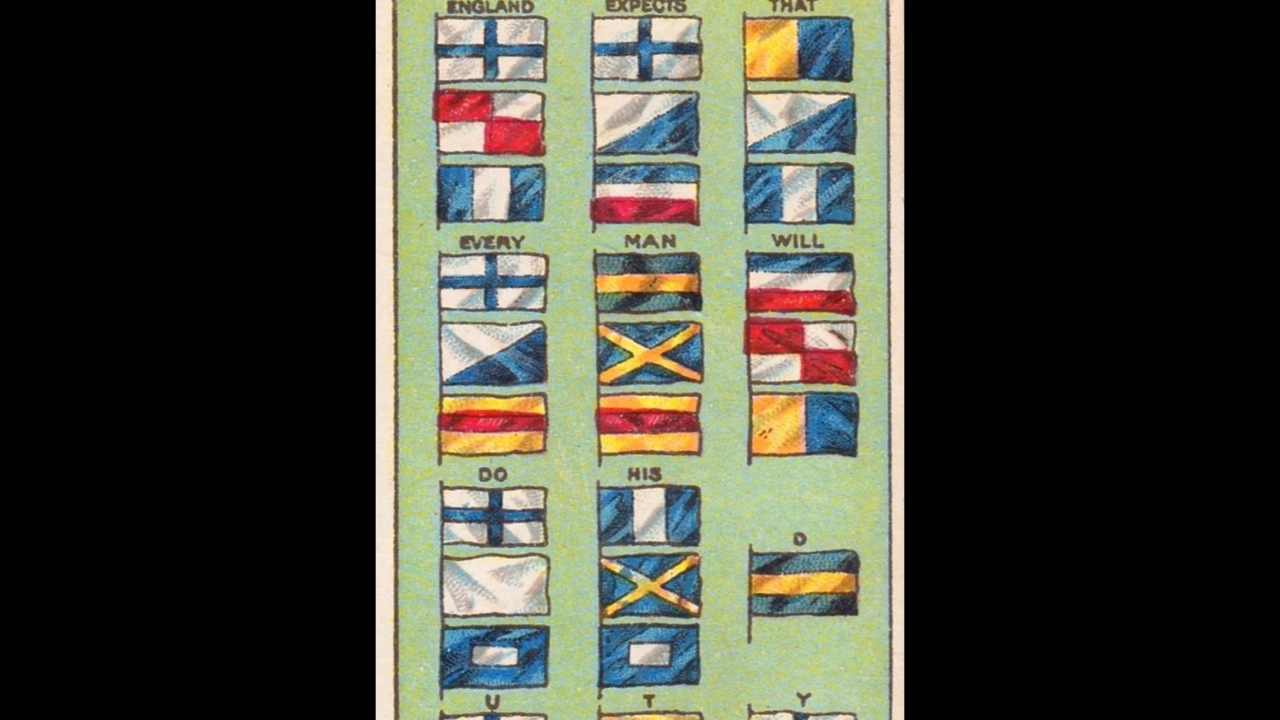 ENGLAND EXPECTS THAT
EVERY MAN WILL
DO HIS
D
U T Y